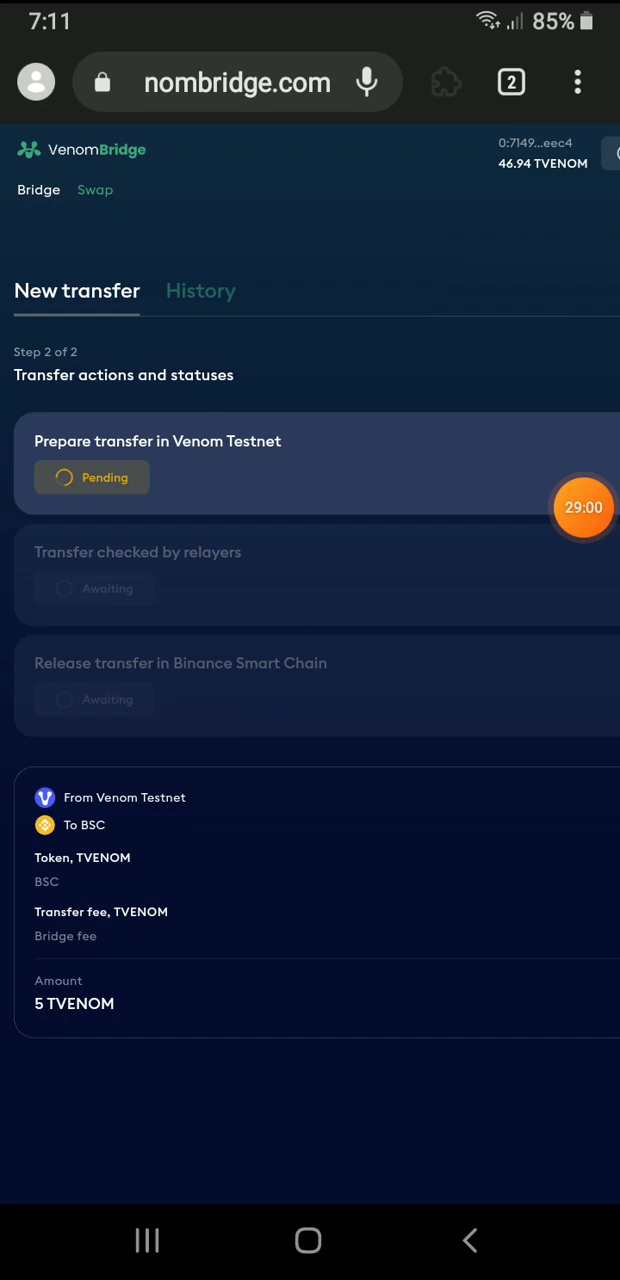 7:11
85%
nombridge.com
2
VenomBridge
0:7149...eec4
46.94 TVENOM
Bridge
Swap
New transfer
History
Step 2 of 2
Transfer actions and statuses
Prepare transfer in Venom Testnet
Pending
29:00
Transfer checked by relayers
Awaiting
Release transfer in Binance Smart Chain
Awaiting
From Venom Testnet
To BSC
Token, TVENOM
BSC
Transfer fee, TVENOM
Bridge fee
Amount
5 TVENOM